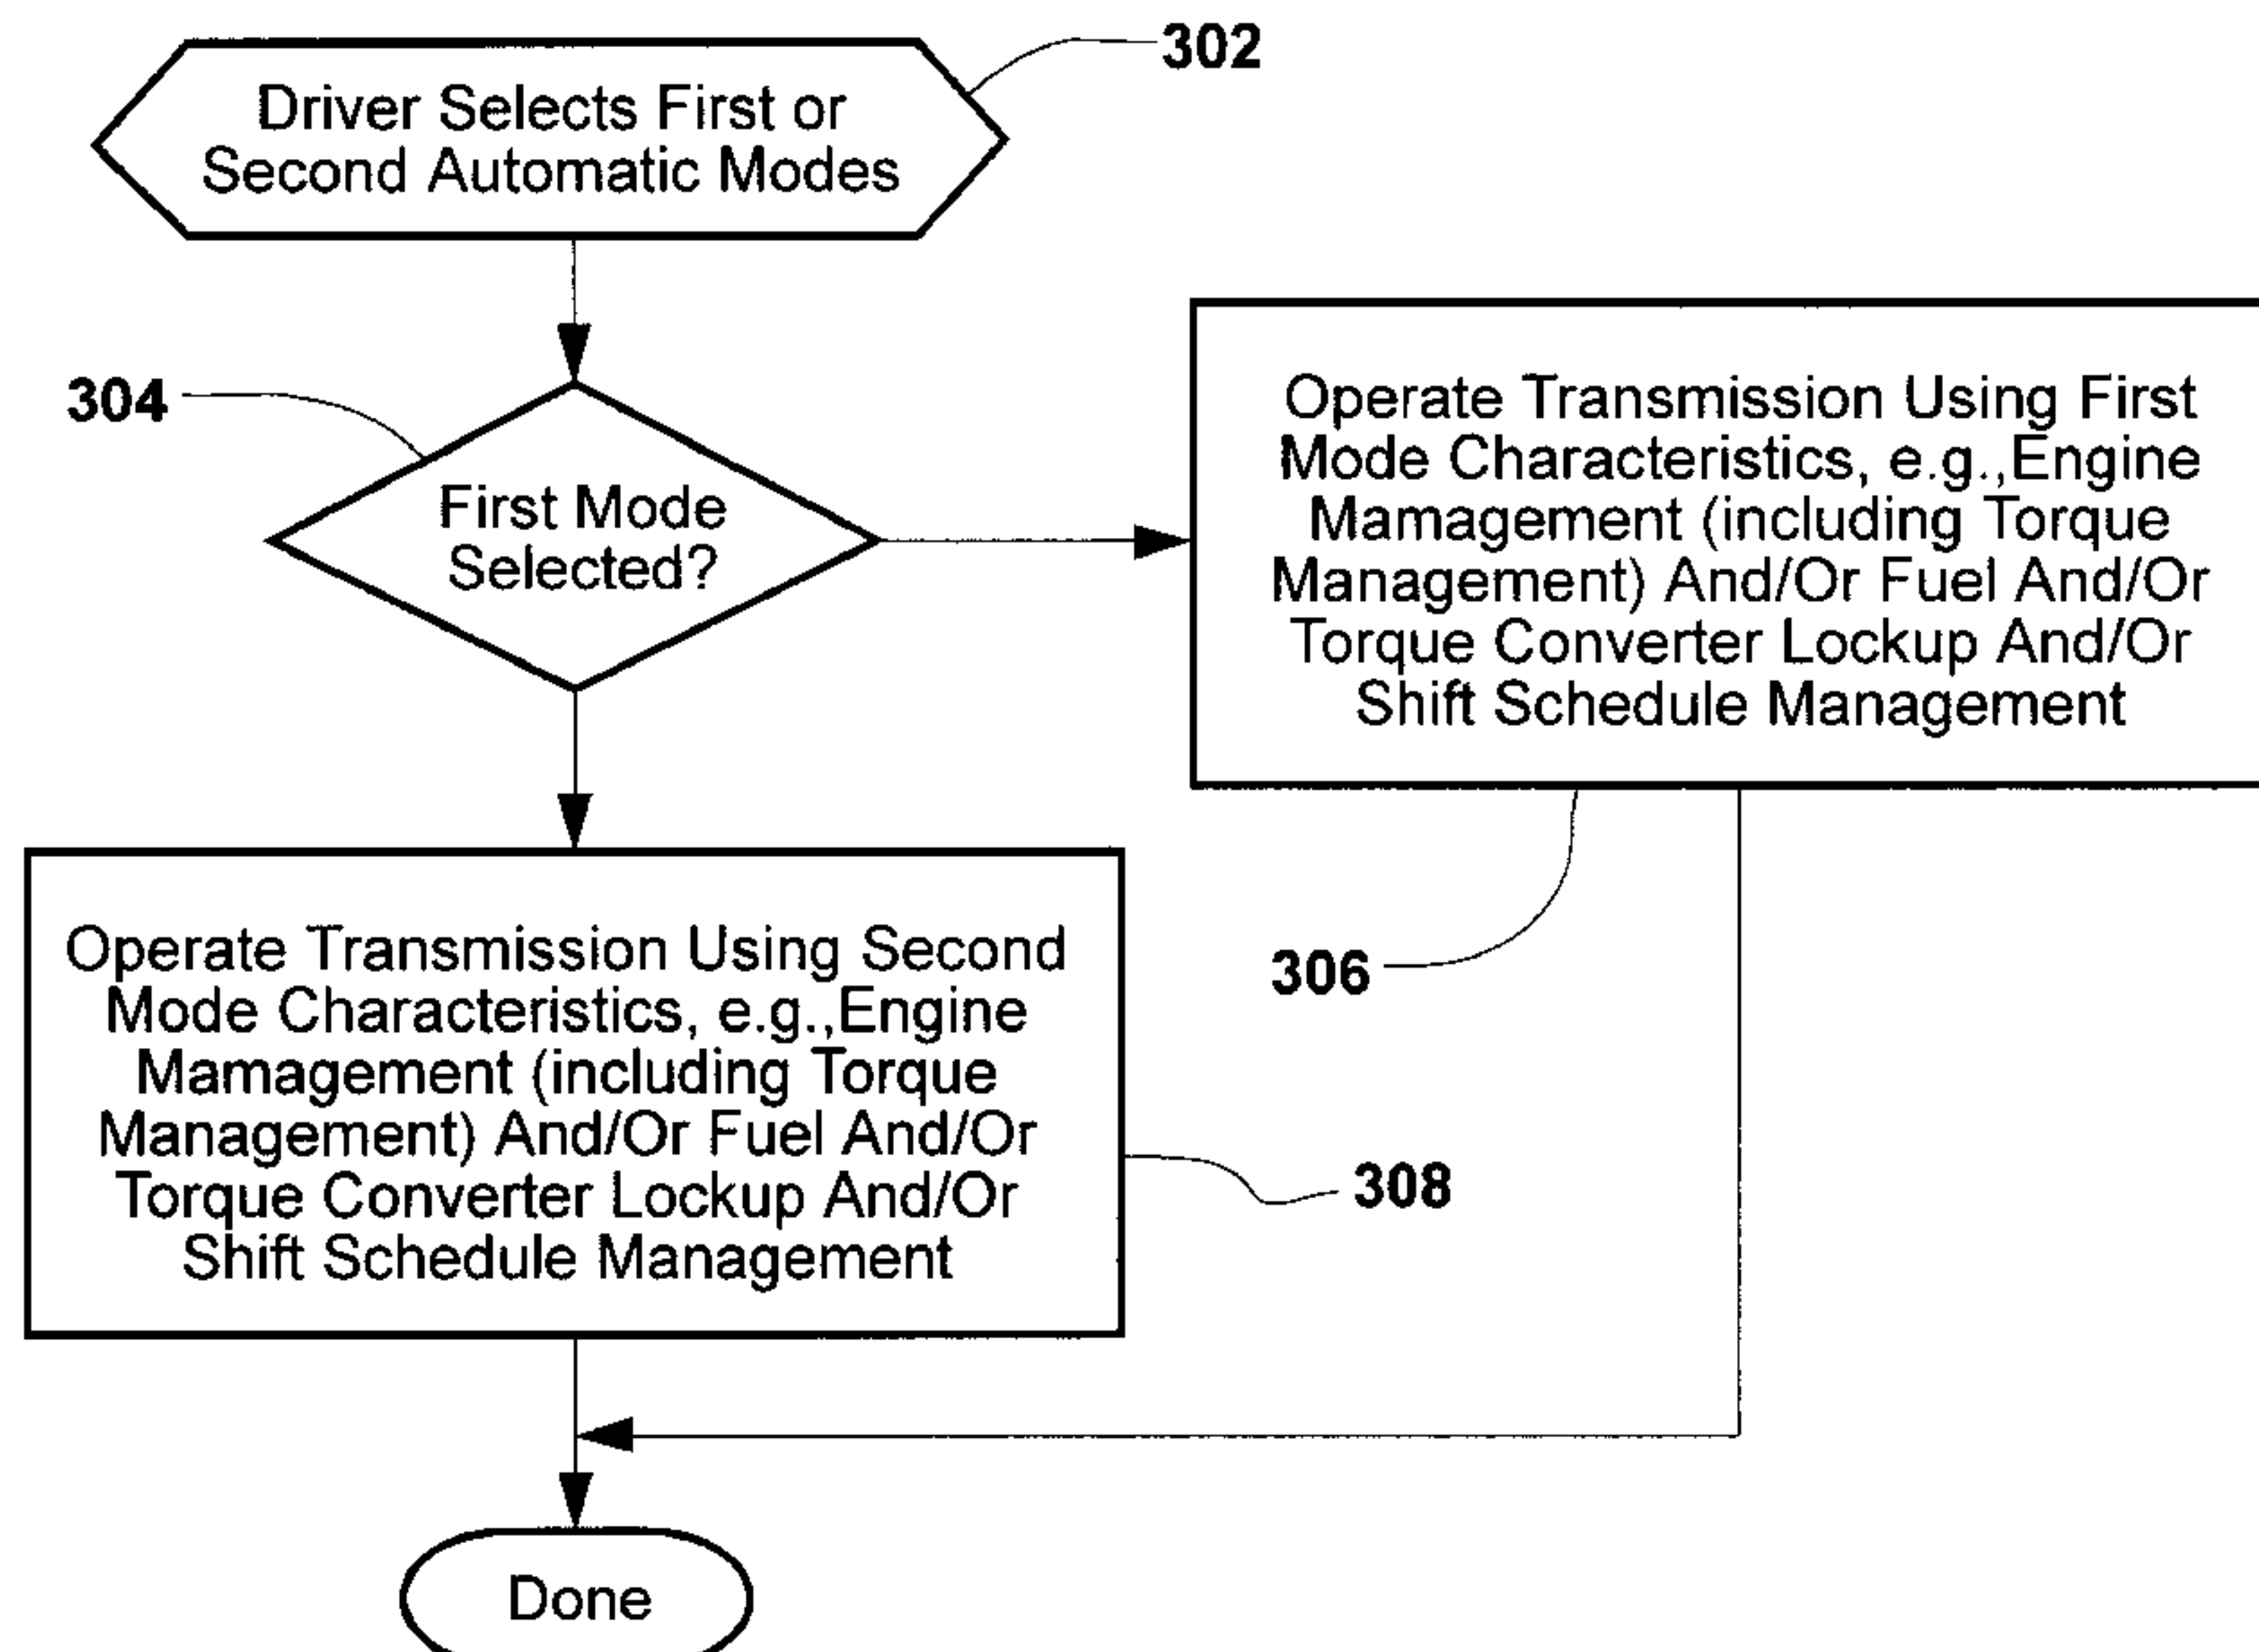 302
Driver Selects First or
Second Automatic Modes
304
First Mode
Selected?
Operate Transmission Using First
Mode Characteristics, e.g.,Engine
Mamagement (including Torque
Management) And/Or Fuel And/Or
Torque Converter Lockup And/Or
Shift Schedule Management
306
Operate Transmission Using Second
Mode Characteristics, e.g.,Engine
Mamagement (including Torque
Management) And/Or Fuel And/Or
Torque Converter Lockup And/Or
Shift Schedule Management
308
Done